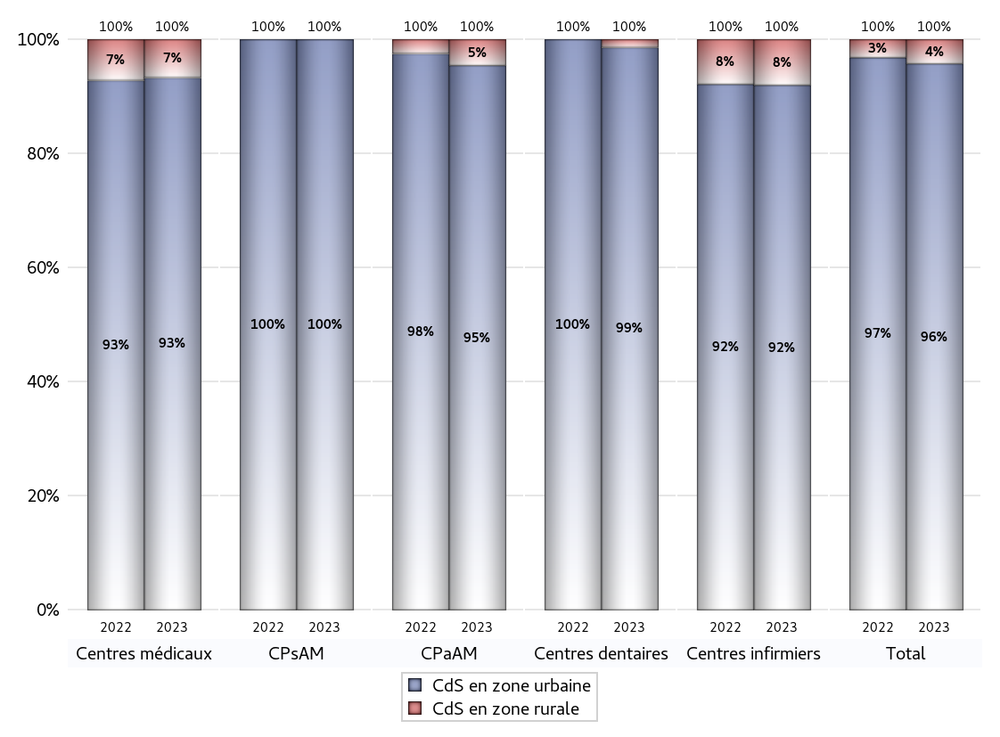 100% 100% 100% 100% 100% 100% 100% 100% 100% 100% 100% 100%
100%
7% 7% 5% 8% 8% 3% 4%
80%
60%
93% 93% 100% 100% 98% 95% 100% 99% 92% 92% 97% 96%
40%
20%
0%
2022 2023 2022 2023 2022 2023 2022 2023 2022 2023 2022 2023
Centres médicaux CPsAM CPaAM Centres dentaires Centres infirmiers Total
CdS en zone urbaine
CdS en zone rurale